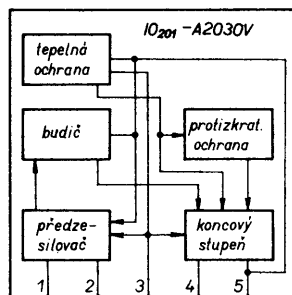 IO201-A2030V
tepelná
ochrana
budič
protizkrat.
ochrana
předze-
silovač
koncový
stupeň
1 2 3 4 5